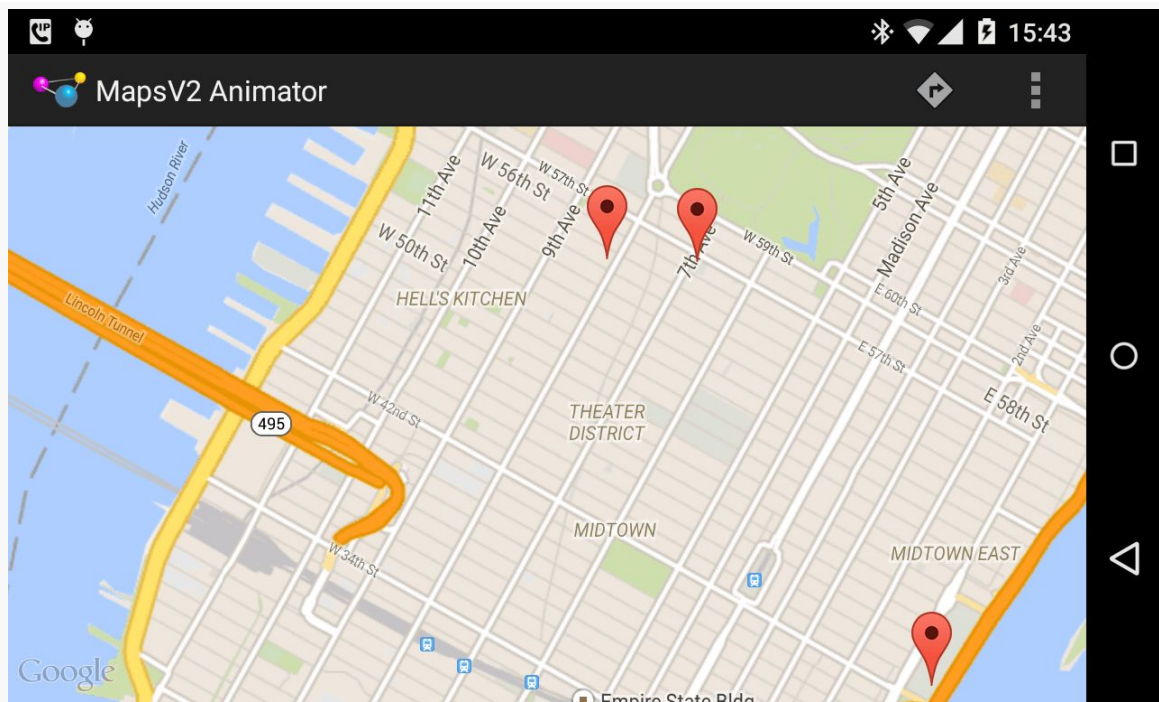 15:43
MapsV2 Animator
Hudson River
11th Ave
W 56th St
W 57th St
5th Ave
Madison Ave
W 50th St
10th Ave
9th Ave
7th Ave
W 59th St
3rd Ave
HELL'S KITCHEN
E 60th St
Lincoln Tunnel
2nd Ave
E 57th St
W 42nd St
THEATER
DISTRICT
E 58th St
495
MIDTOWN
MIDTOWN EAST
W 34th St
Google
Empire State Bldg